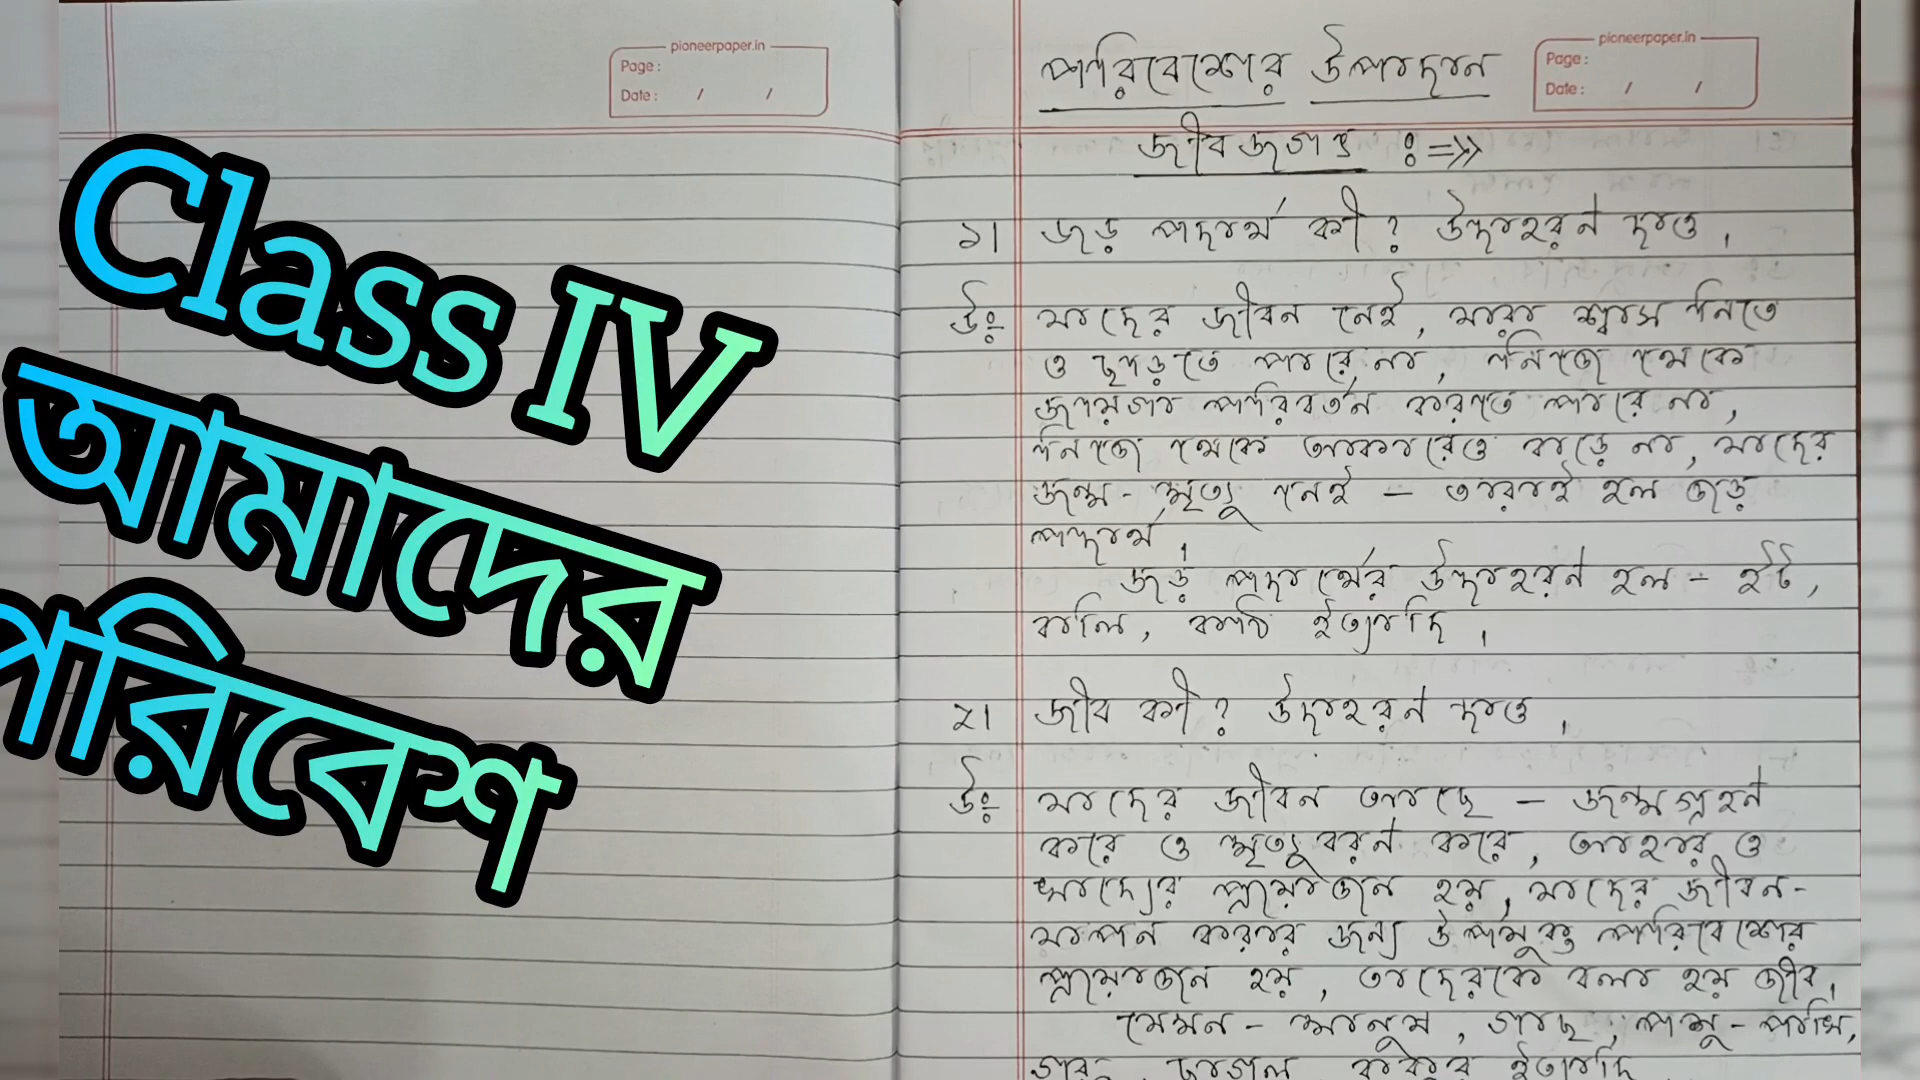 Class IV
আমাদের
পরিবেশ
pioneerpaper.in
Page :
Date : / /
pioneerpaper.in
Page :
Date : / /
পরিবেশের উপাদান
জীবজগৎ :=>>
১। জড় পদার্থ কী? উদাহরণ দাও।
উঃ যাদের জীবন নেই, যারা শ্বাস নিতে
ও ছাড়তে পারে না, নিজে থেকে
জায়গা পরিবর্তন করতে পারে না,
নিজে থেকে আকারেও বাড়ে না, যাদের
জন্ম-মৃত্যু নেই – তারাই হল জড়
পদার্থ।
জড় পদার্থের উদাহরণ হল - ইট,
বালি, কাঠ ইত্যাদি।
২। জীব কী? উদাহরণ দাও।
উঃ যাদের জীবন আছে – জন্মগ্রহণ
করে ও মৃত্যুবরণ করে, আহার ও
খাদ্যের প্রয়োজন হয়, যাদের জীবন-
যাপন করার জন্য উপযুক্ত পরিবেশের
প্রয়োজন হয়, তাদেরকে বলা হয় জীব।
যেমন - মানুষ, গাছ, পশু-পাখি,
গরু, ছাগল, কুকুর ইত্যাদি